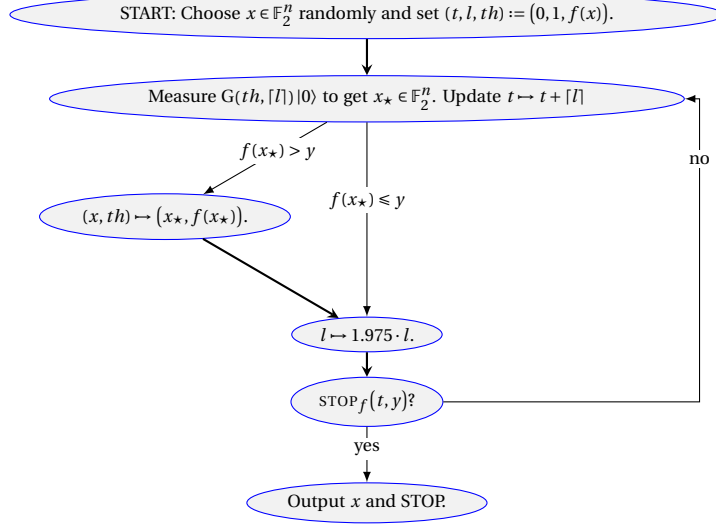 START: Choose x ∈ 𝔽₂ⁿ randomly and set (t, l, th) := (0, 1, f(x)).
Measure G(th, ⌈l⌉)|0⟩ to get x⋆ ∈ 𝔽₂ⁿ. Update t ↦ t + ⌈l⌉
f(x⋆) > y
no
f(x⋆) ⩽ y
(x, th) ↦ (x⋆, f(x⋆)).
l ↦ 1.975 · l.
STOP_f(t, y)?
yes
Output x and STOP.